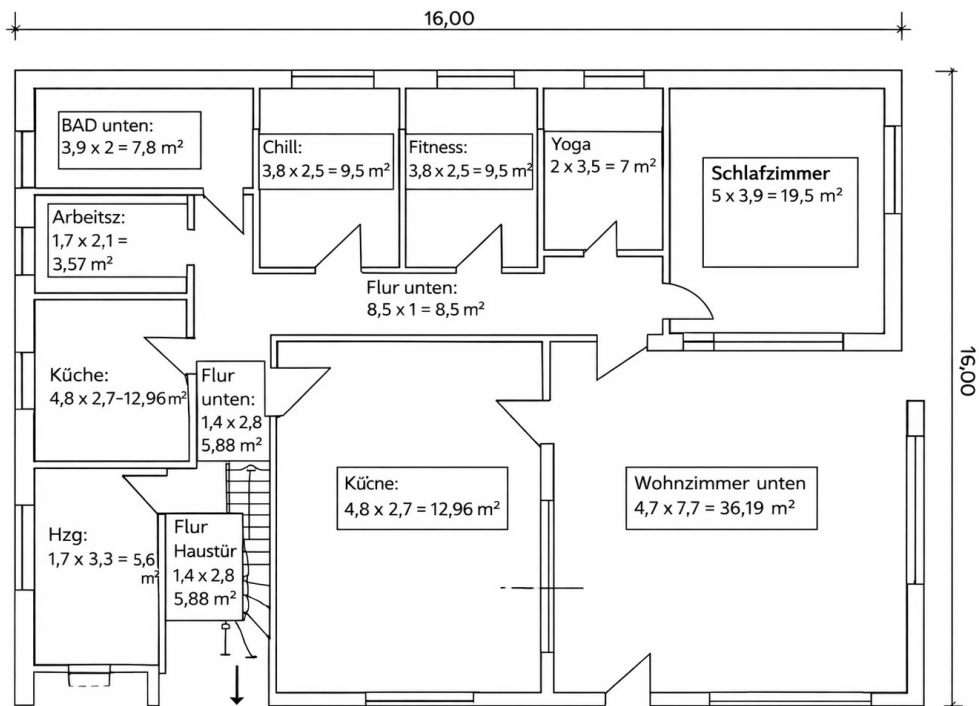 16,00
BAD unten:
3,9 x 2 = 7,8 m²
Chill:
3,8 x 2,5 = 9,5 m²
Fitness:
3,8 x 2,5 = 9,5 m²
Yoga
2 x 3,5 = 7 m²
Schlafzimmer
5 x 3,9 = 19,5 m²
Arbeitsz:
1,7 x 2,1 =
3,57 m²
Flur unten:
8,5 x 1 = 8,5 m²
16,00
Küche:
4,8 x 2,7-12,96 m²
Flur
unten:
1,4 x 2,8
5,88 m²
Kücne:
4,8 x 2,7 = 12,96 m²
Wohnzimmer unten
4,7 x 7,7 = 36,19 m²
Hzg:
1,7 x 3,3 = 5,6
m²
Flur
Haustür
1,4 x 2,8
5,88 m²